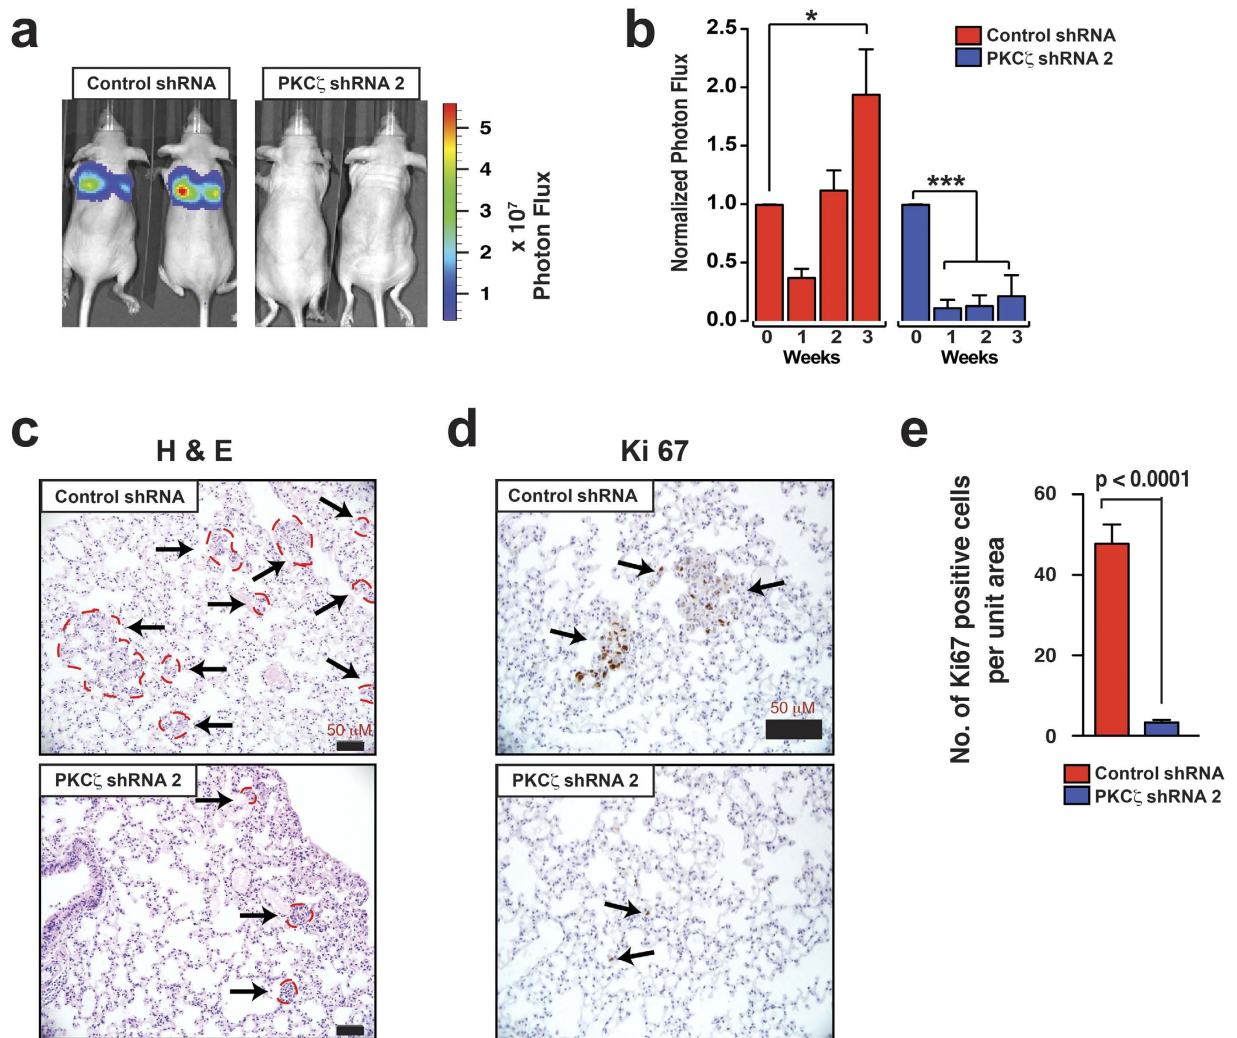 a
Control shRNA
PKCζ shRNA 2
5
4
3
2
1
x 10⁷
Photon Flux
b
Normalized Photon Flux
2.5
2.0
1.5
1.0
0.5
0.0
*
***
0 1 2 3
Weeks
0 1 2 3
Weeks
Control shRNA
PKCζ shRNA 2
c
H & E
Control shRNA
50 µM
PKCζ shRNA 2
d
Ki 67
Control shRNA
50 µM
PKCζ shRNA 2
e
No. of Ki67 positive cells
per unit area
p < 0.0001
60
40
20
0
Control shRNA
PKCζ shRNA 2